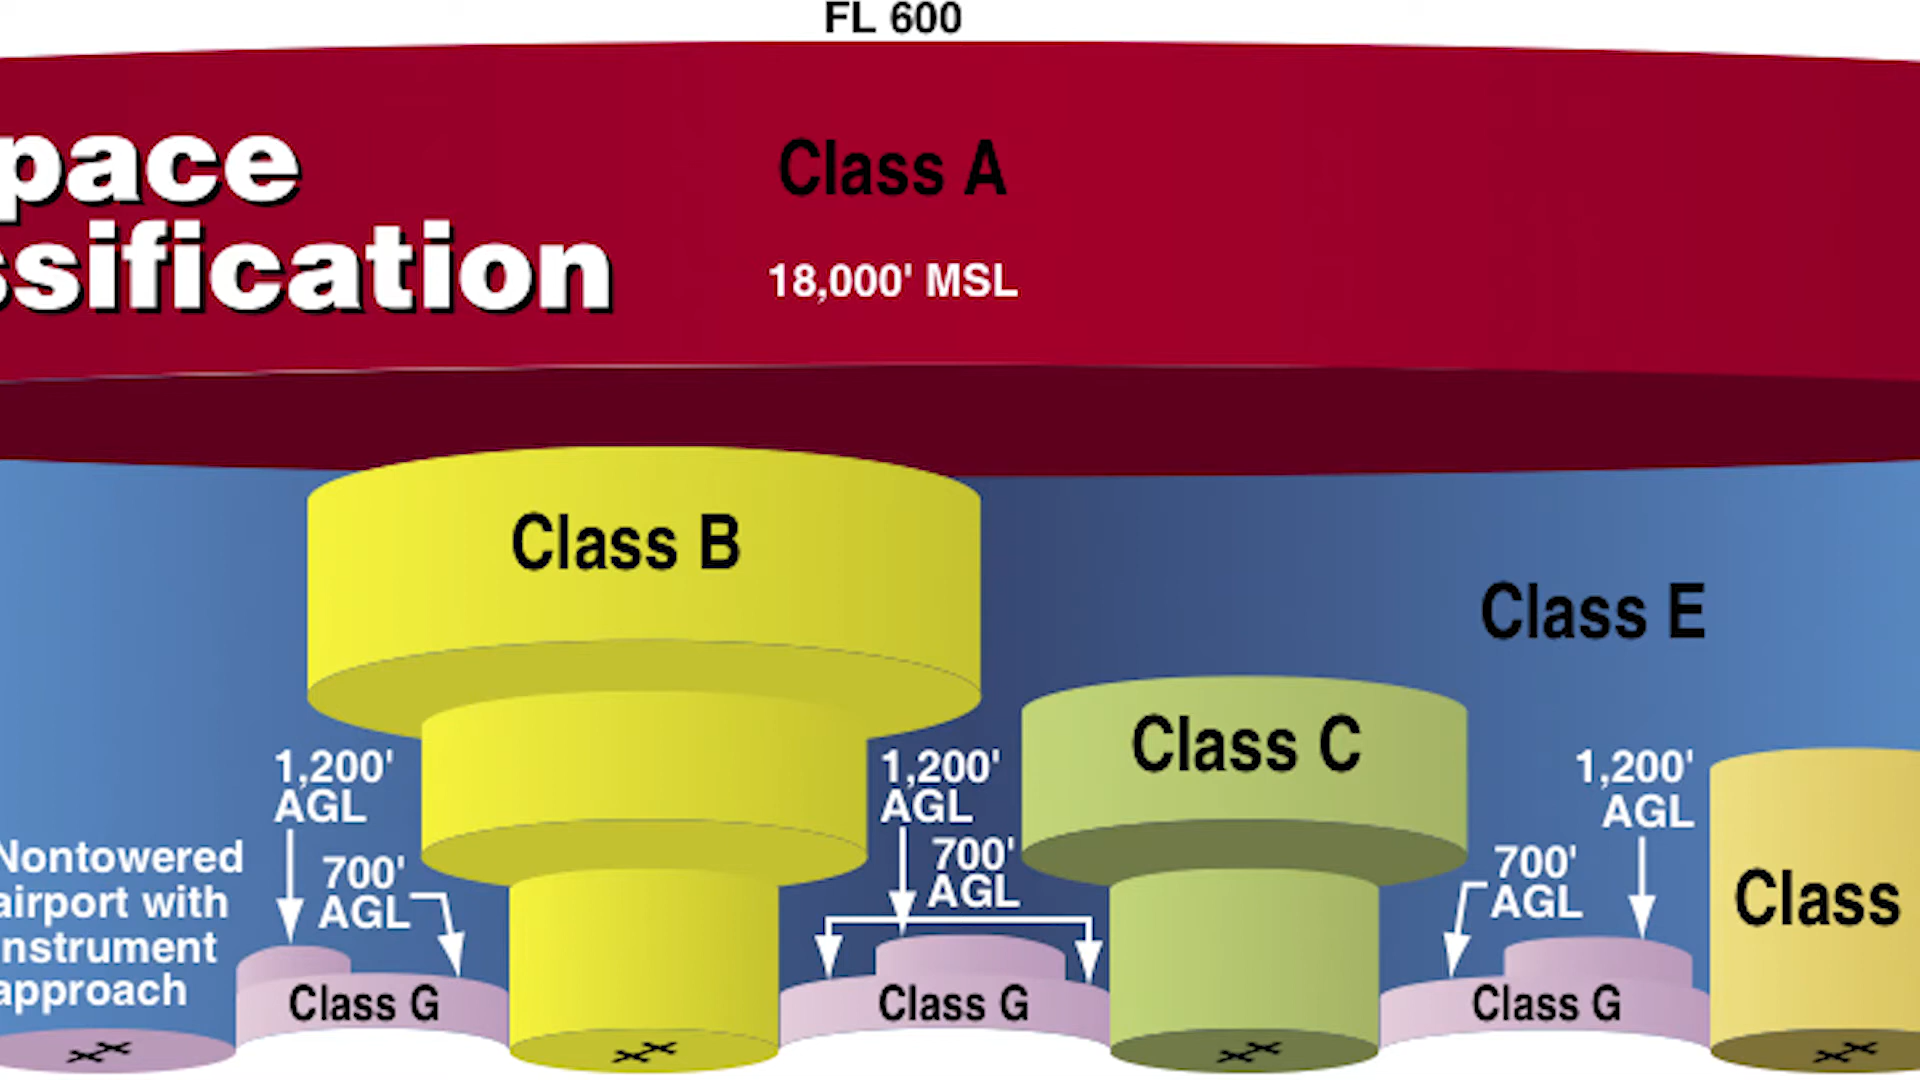 FL 600
pace
ssification
Class A
18,000' MSL
Class B
Class E
Class C
1,200'
AGL
700'
AGL
Nontowered
airport with
instrument
approach
1,200'
AGL
700'
AGL
1,200'
AGL
700'
AGL
Class
Class G
Class G
Class G